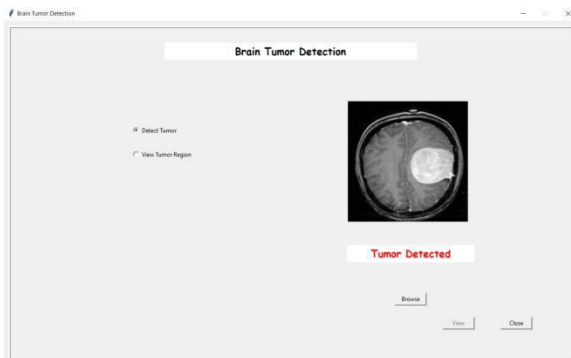 Brain Tumor Detection
Brain Tumor Detection
Detect Tumor
View Tumor Region
Tumor Detected
Browse
View
Close